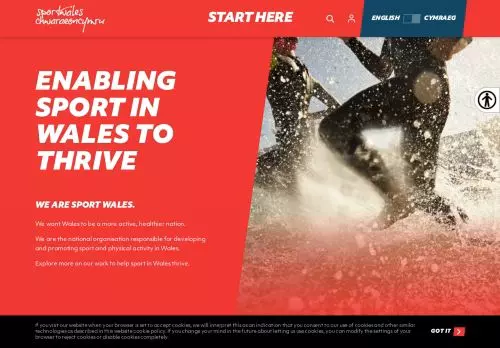 sportwales
chwaraeoncymru
START HERE
ENGLISH
CYMRAEG
ENABLING
SPORT IN
WALES TO
THRIVE
WE ARE SPORT WALES.
We want Wales to be a more active, healthier nation.
We are the national organisation responsible for developing
and promoting sport and physical activity in Wales.
Explore more on our work to help sport in Wales thrive.
If you visit our website when your browser is set to accept cookies, we will interpret this as an indication that you consent to our use of cookies and other similar
technologies as described in this website cookie policy. If you change your mind in the future about letting us use cookies, you can modify the settings of your
browser to reject cookies or disable cookies completely.
GOT IT